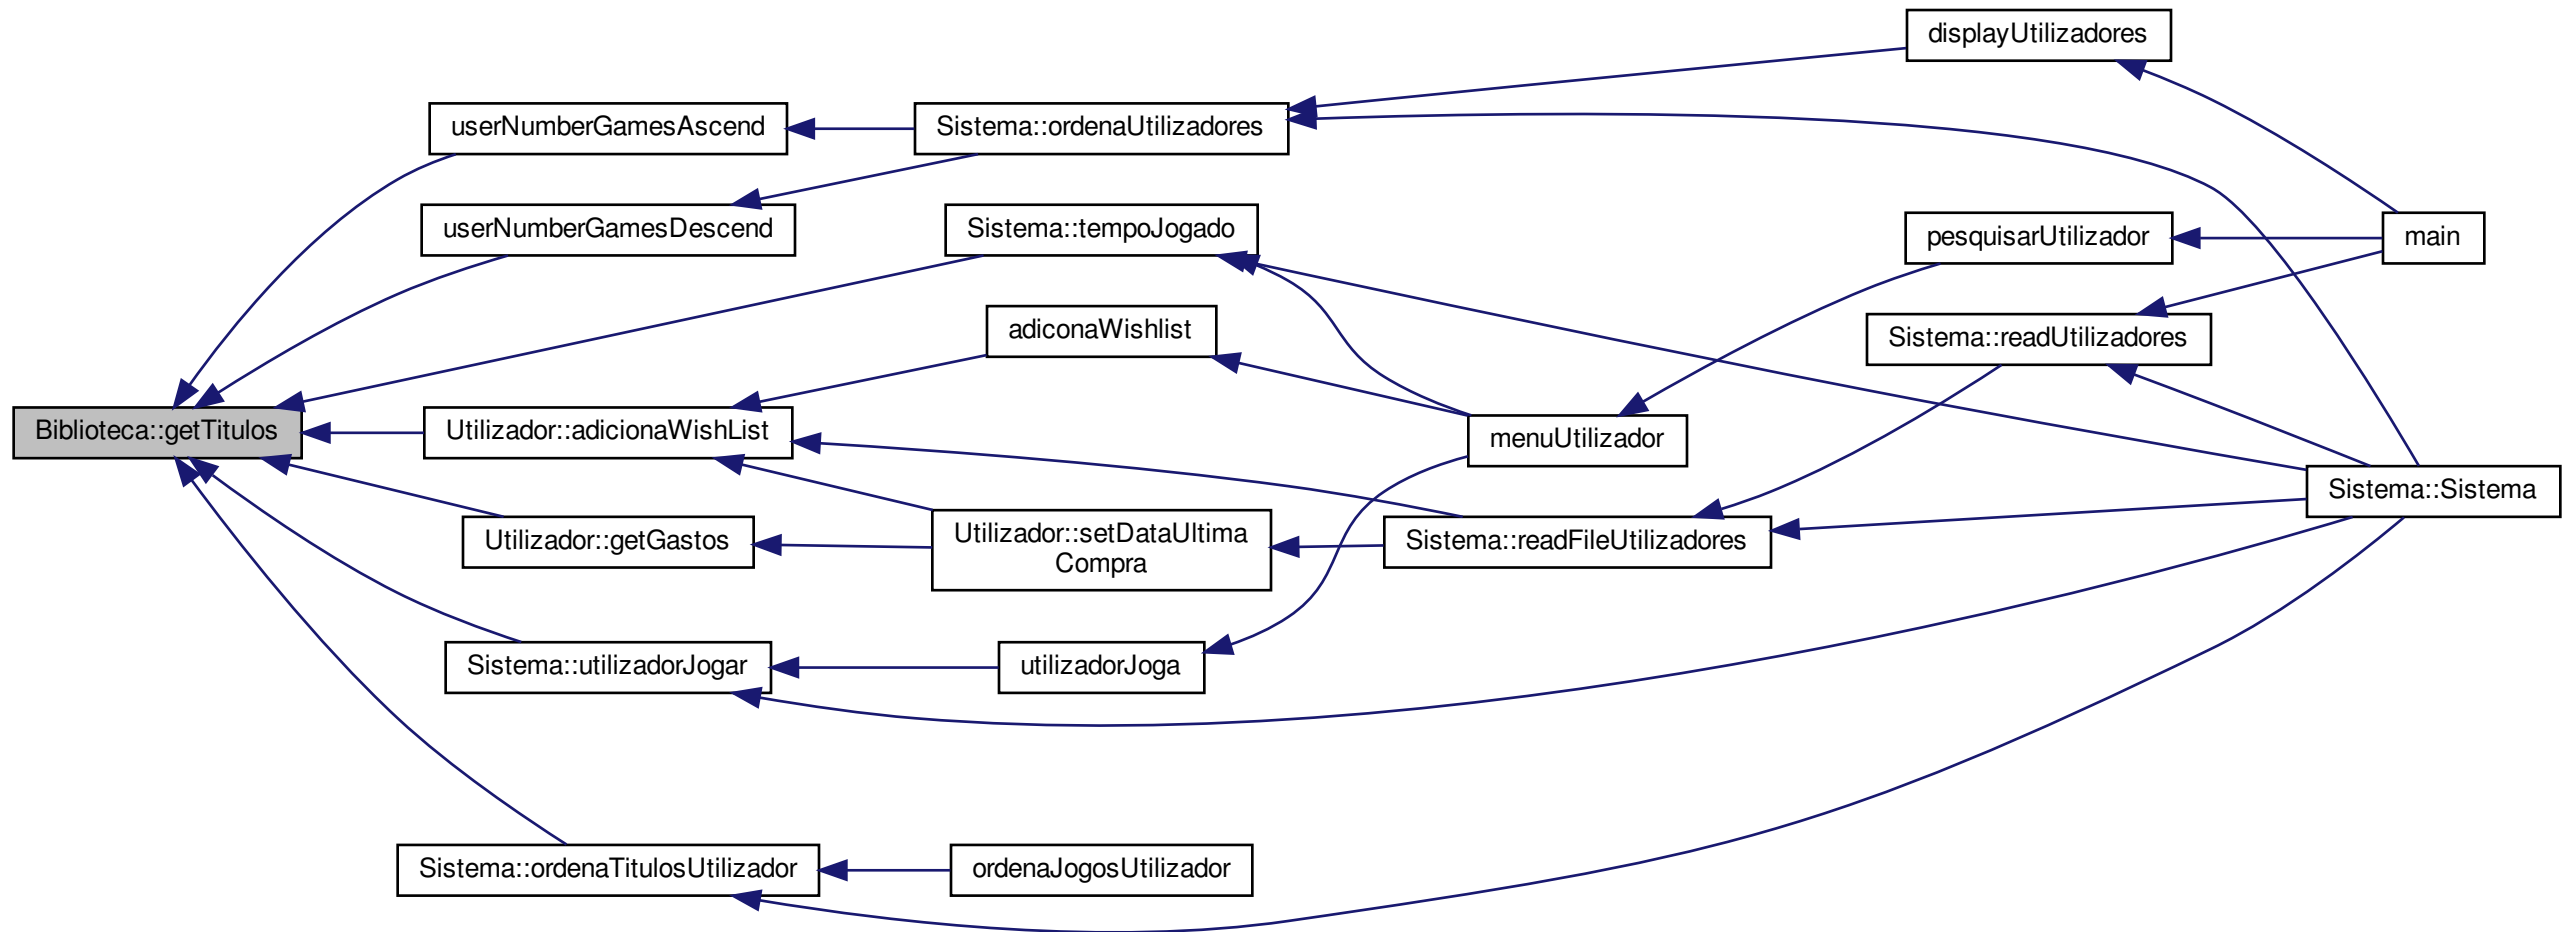 displayUtilizadores
userNumberGamesAscend
Sistema::ordenaUtilizadores
userNumberGamesDescend
Sistema::tempoJogado
pesquisarUtilizador
main
adiconaWishlist
Sistema::readUtilizadores
Biblioteca::getTitulos
Utilizador::adicionaWishList
menuUtilizador
Sistema::Sistema
Utilizador::getGastos
Utilizador::setDataUltima
Compra
Sistema::readFileUtilizadores
Sistema::utilizadorJogar
utilizadorJoga
Sistema::ordenaTitulosUtilizador
ordenaJogosUtilizador